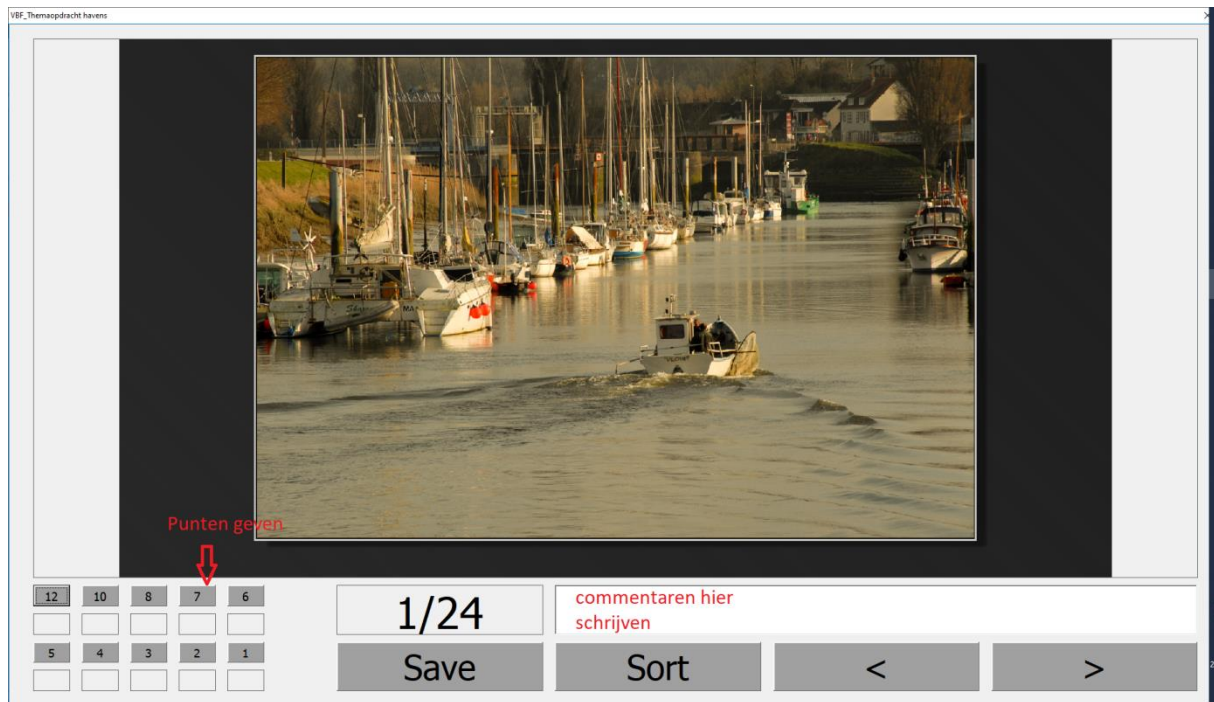 VBF_Themaopdracht havens
Punten geven
12 10 8 7 6
5 4 3 2 1
1/24
commentaren hier
schrijven
Save Sort < >